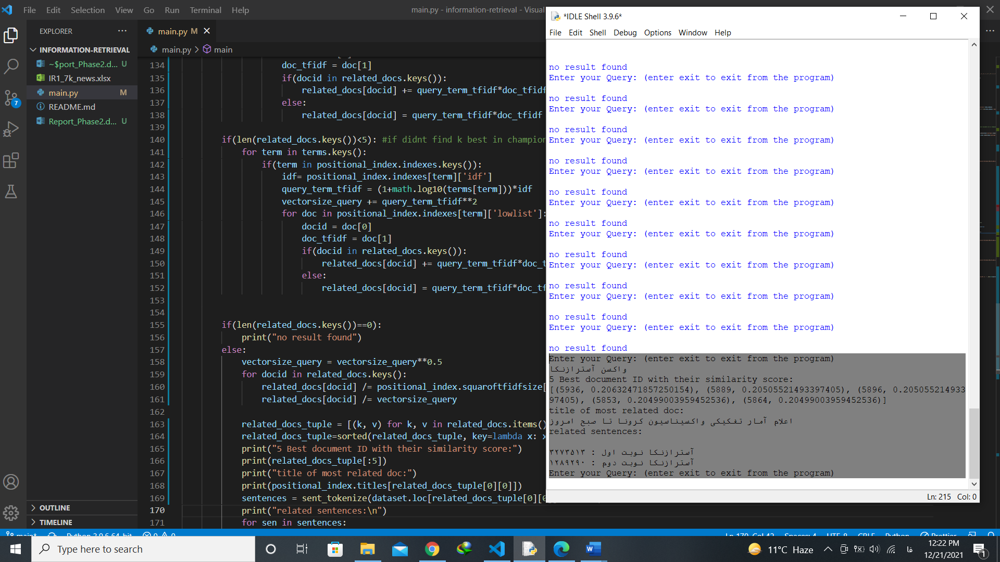 File Edit Selection View Go Run Terminal Help
main.py - information-retrieval - Visual
EXPLORER
INFORMATION-RETRIEVAL
~$port_Phase2.d... U
IR1_7k_news.xlsx
main.py M
README.md
Report_Phase2.d... U
OUTLINE
TIMELINE
7
main.py M
main.py > main
134 doc_tfidf = doc[1]
135 if(docid in related_docs.keys()):
136 related_docs[docid] += query_term_tfidf*doc_tfidf
137 else:
138 related_docs[docid] = query_term_tfidf*doc_tfidf
139
140 if(len(related_docs.keys())<5): #if didnt find k best in champion
141 for term in terms.keys():
142 if(term in positional_index.indexes.keys()):
143 idf= positional_index.indexes[term]['idf']
144 query_term_tfidf = (1+math.log10(terms[term]))*idf
145 vectorsize_query += query_term_tfidf**2
146 for doc in positional_index.indexes[term]['lowlist']:
147 docid = doc[0]
148 doc_tfidf = doc[1]
149 if(docid in related_docs.keys()):
150 related_docs[docid] += query_term_tfidf*doc_t
151 else:
152 related_docs[docid] = query_term_tfidf*doc_tf
153
154
155 if(len(related_docs.keys())==0):
156 print("no result found")
157 else:
158 vectorsize_query = vectorsize_query**0.5
159 for docid in related_docs.keys():
160 related_docs[docid] /= positional_index.squaroftfidfsize[
161 related_docs[docid] /= vectorsize_query
162
163 related_docs_tuple = [(k, v) for k, v in related_docs.items()
164 related_docs_tuple=sorted(related_docs_tuple, key=lambda x: x
165 print("5 Best document ID with their similarity score:")
166 print(related_docs_tuple[:5])
167 print("title of most related doc:")
168 print(positional_index.titles[related_docs_tuple[0][0]])
169 sentences = sent_tokenize(dataset.loc[related_docs_tuple[0][0
170 print("related sentences:\n")
171 for sen in sentences:
*IDLE Shell 3.9.6*
File Edit Shell Debug Options Window Help
no result found
Enter your Query: (enter exit to exit from the program)
no result found
Enter your Query: (enter exit to exit from the program)
no result found
Enter your Query: (enter exit to exit from the program)
no result found
Enter your Query: (enter exit to exit from the program)
no result found
Enter your Query: (enter exit to exit from the program)
no result found
Enter your Query: (enter exit to exit from the program)
no result found
Enter your Query: (enter exit to exit from the program)
no result found
Enter your Query: (enter exit to exit from the program)
no result found
Enter your Query: (enter exit to exit from the program)
no result found
Enter your Query: (enter exit to exit from the program)
واکسن آسترازنکا
5 Best document ID with their similarity score:
[(5936, 0.20632471857250154), (5889, 0.20505521493397405), (5896, 0.205055214933
97405), (5853, 0.20499003959452536), (5864, 0.20499003959452536)]
title of most related doc:
اعلام آمار تفکیکی واکسیناسیون کرونا تا صبح امروز
related sentences:
آسترازنکا نوبت اول : ۳۲۷۳۵۱۳
آسترازنکا نوبت دوم : ۱۲۸۹۲۹۰
Enter your Query: (enter exit to exit from the program)
Ln: 215 Col: 0
main* Python 3.9.6 64-bit 0 0 Ln 170, Col 42 Spaces: 4 UTF-8 CRLF Python Prettier
Type here to search
11°C Haze
فا
12:22 PM
12/21/2021
1